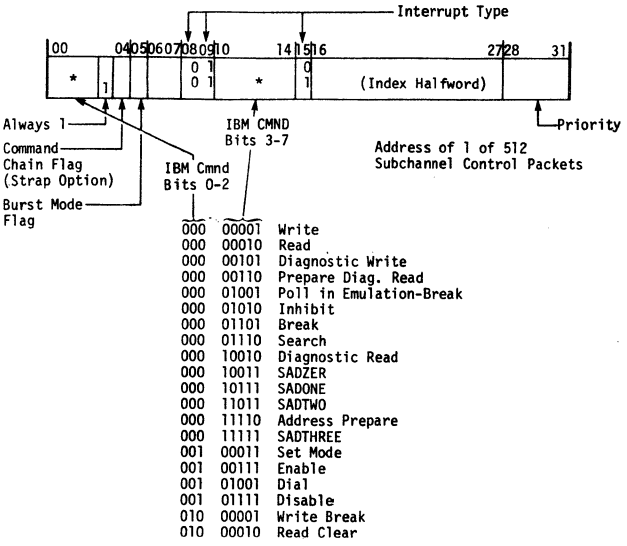 Interrupt Type
00 04 05 06 07 08 09 10 14 15 16 27 28 31
0 1 0
* 1 0 1 * 1 (Index Halfword)
Always 1
Command
Chain Flag
(Strap Option)
Burst Mode
Flag
IBM Cmnd
Bits 0-2
IBM CMND
Bits 3-7
Address of 1 of 512
Subchannel Control Packets
Priority
000 00001 Write
000 00010 Read
000 00101 Diagnostic Write
000 00110 Prepare Diag. Read
000 01001 Poll in Emulation-Break
000 01010 Inhibit
000 01101 Break
000 01110 Search
000 10010 Diagnostic Read
000 10011 SADZER
000 10111 SADONE
000 11011 SADTWO
000 11110 Address Prepare
000 11111 SADTHREE
001 00011 Set Mode
001 00111 Enable
001 01001 Dial
001 01111 Disable
010 00001 Write Break
010 00010 Read Clear